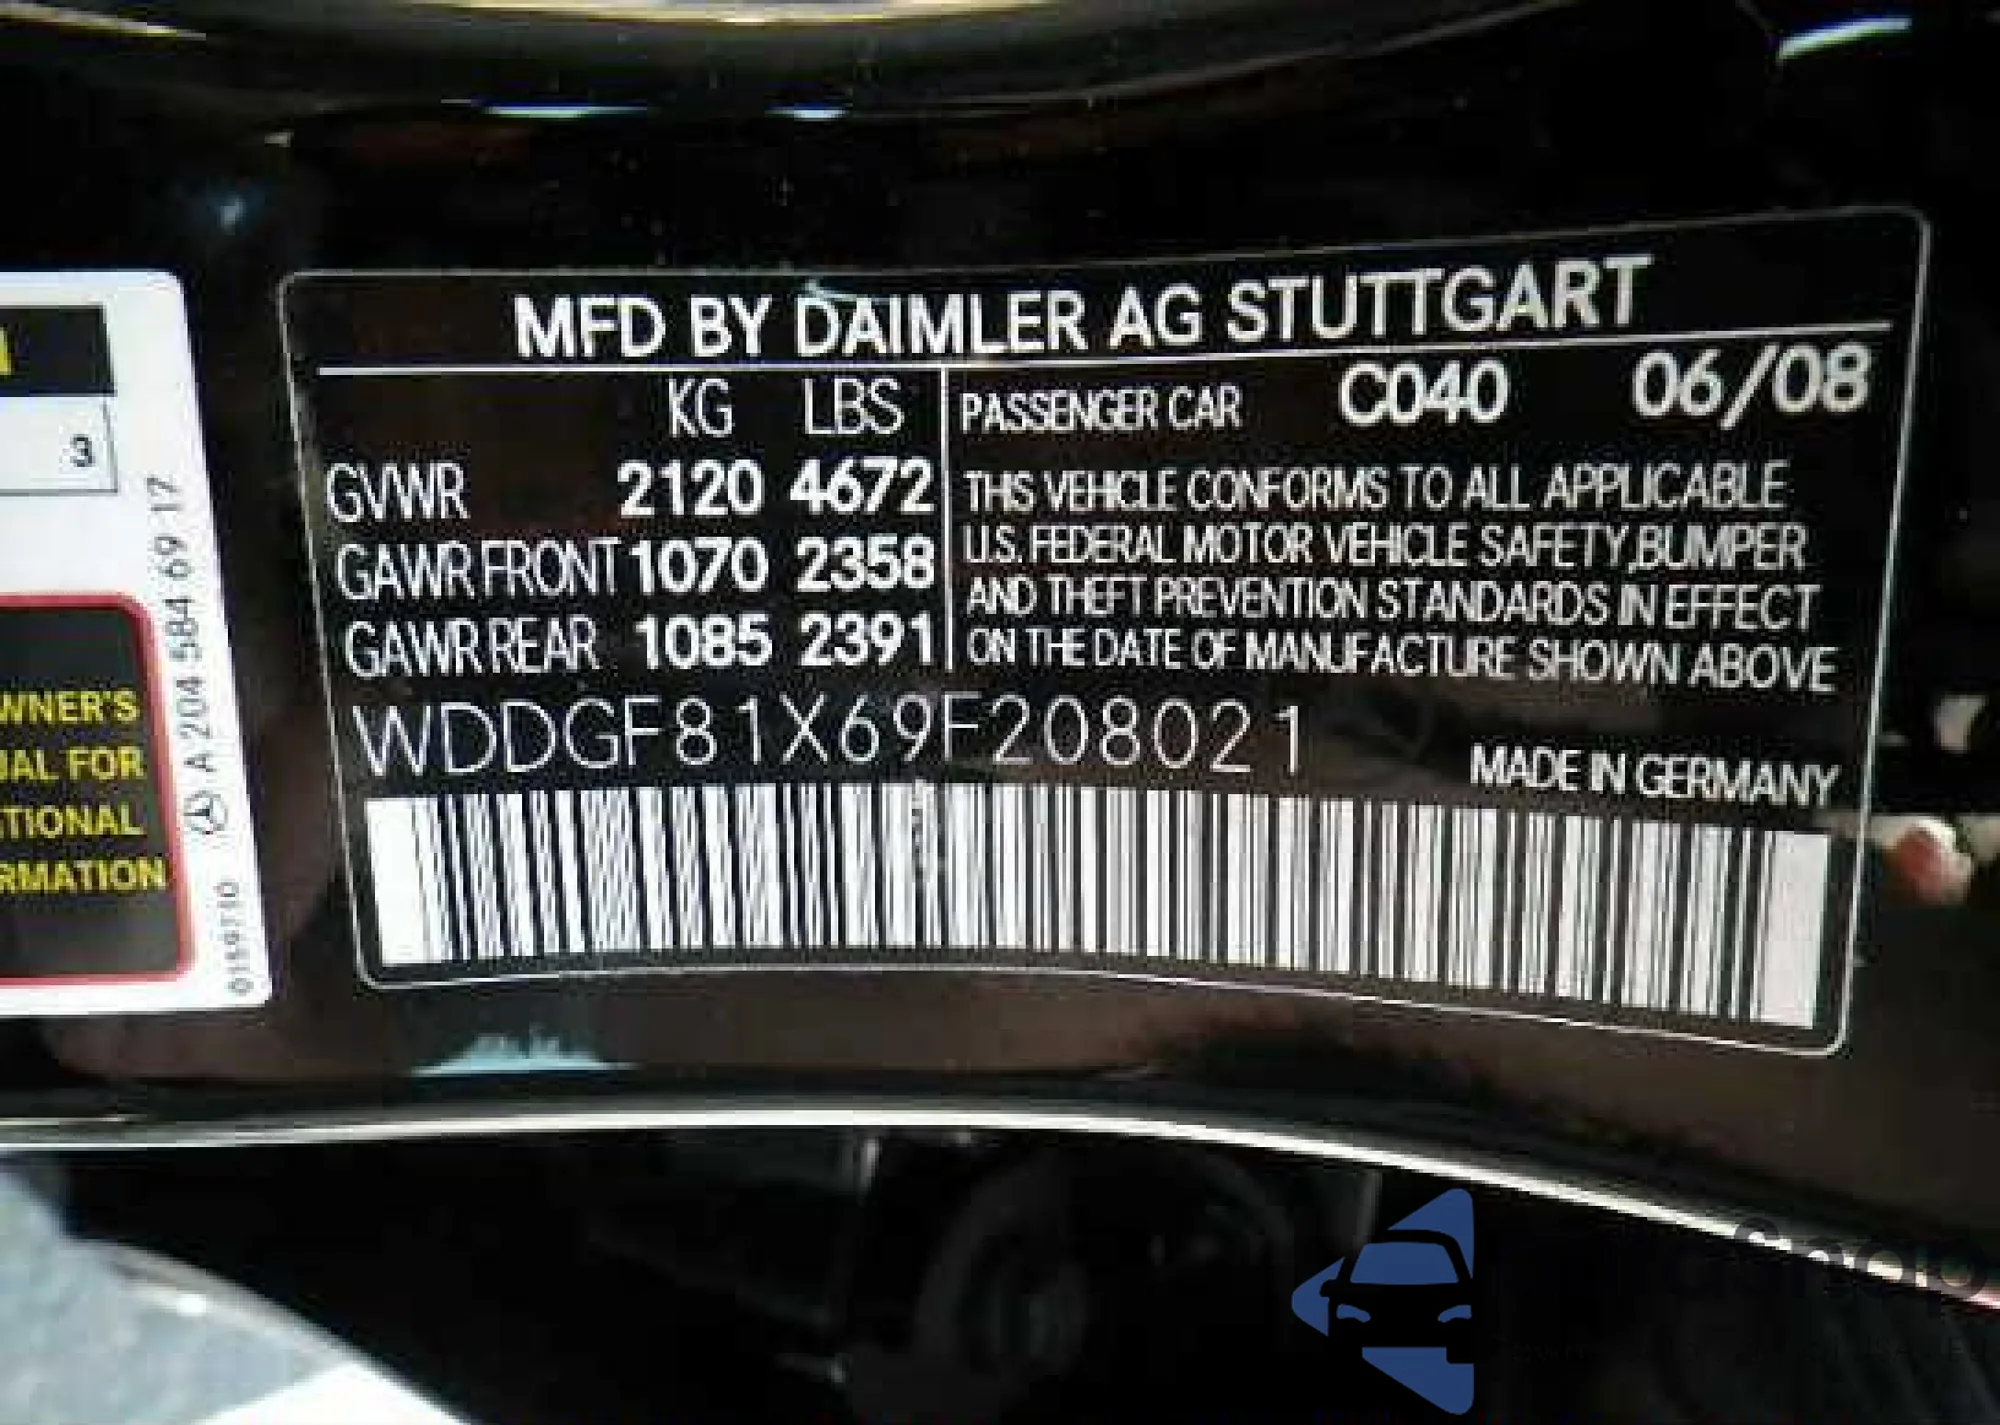 3
WNER'S
FOR
TIONAL
RMATION
A 204 584 69 17
MFD BY DAIMLER AG STUTTGART
KG LBS
GVWR 2120 4672
GAWR FRONT 1070 2358
GAWR REAR 1085 2391
PASSENGER CAR C040 06/08
THIS VEHICLE CONFORMS TO ALL APPLICABLE
U.S. FEDERAL MOTOR VEHICLE SAFETY,BUMPER
AND THEFT PREVENTION STANDARDS IN EFFECT
ON THE DATE OF MANUFACTURE SHOWN ABOVE
WDDGF81X69F208021
MADE IN GERMANY